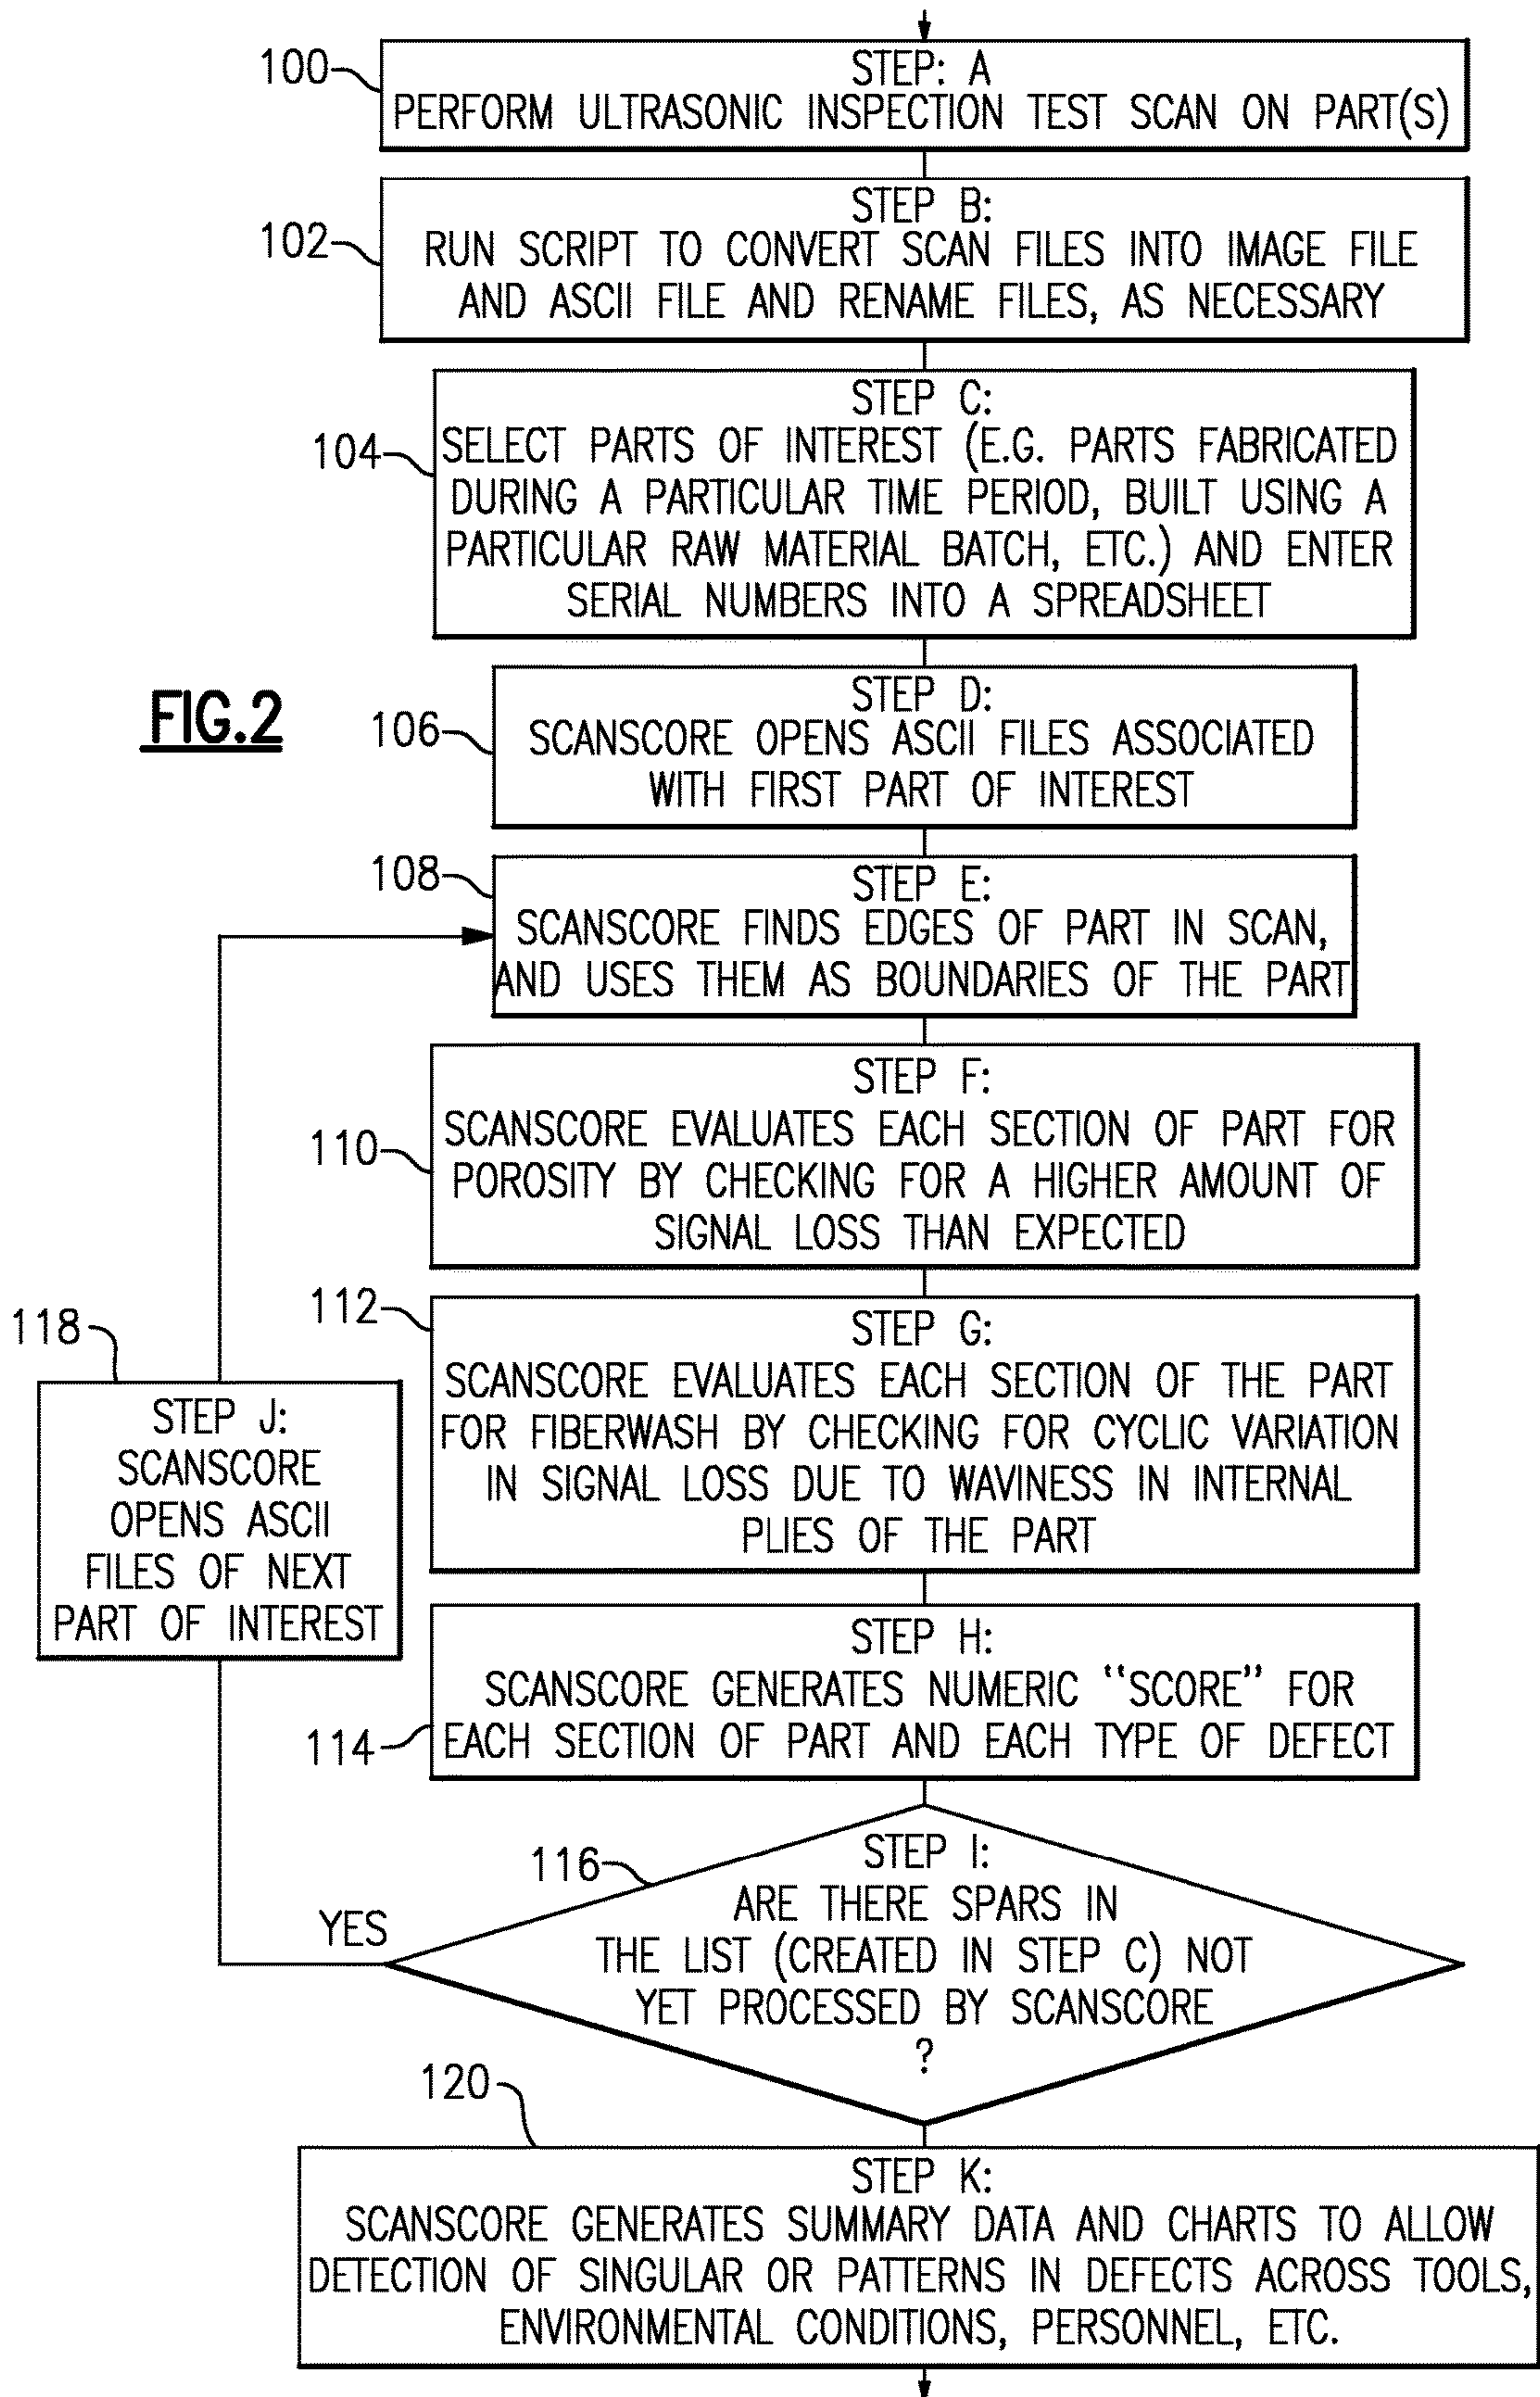 100
STEP: A
PERFORM ULTRASONIC INSPECTION TEST SCAN ON PART(S)
102
STEP B:
RUN SCRIPT TO CONVERT SCAN FILES INTO IMAGE FILE
AND ASCII FILE AND RENAME FILES, AS NECESSARY
104
STEP C:
SELECT PARTS OF INTEREST (E.G. PARTS FABRICATED
DURING A PARTICULAR TIME PERIOD, BUILT USING A
PARTICULAR RAW MATERIAL BATCH, ETC.) AND ENTER
SERIAL NUMBERS INTO A SPREADSHEET
FIG.2
106
STEP D:
SCANSCORE OPENS ASCII FILES ASSOCIATED
WITH FIRST PART OF INTEREST
108
STEP E:
SCANSCORE FINDS EDGES OF PART IN SCAN,
AND USES THEM AS BOUNDARIES OF THE PART
110
STEP F:
SCANSCORE EVALUATES EACH SECTION OF PART FOR
POROSITY BY CHECKING FOR A HIGHER AMOUNT OF
SIGNAL LOSS THAN EXPECTED
112
STEP G:
SCANSCORE EVALUATES EACH SECTION OF THE PART
FOR FIBERWASH BY CHECKING FOR CYCLIC VARIATION
IN SIGNAL LOSS DUE TO WAVINESS IN INTERNAL
PLIES OF THE PART
118
STEP J:
SCANSCORE
OPENS ASCII
FILES OF NEXT
PART OF INTEREST
114
STEP H:
SCANSCORE GENERATES NUMERIC "SCORE" FOR
EACH SECTION OF PART AND EACH TYPE OF DEFECT
116
STEP I:
ARE THERE SPARS IN
THE LIST (CREATED IN STEP C) NOT
YET PROCESSED BY SCANSCORE
?
YES
120
STEP K:
SCANSCORE GENERATES SUMMARY DATA AND CHARTS TO ALLOW
DETECTION OF SINGULAR OR PATTERNS IN DEFECTS ACROSS TOOLS,
ENVIRONMENTAL CONDITIONS, PERSONNEL, ETC.